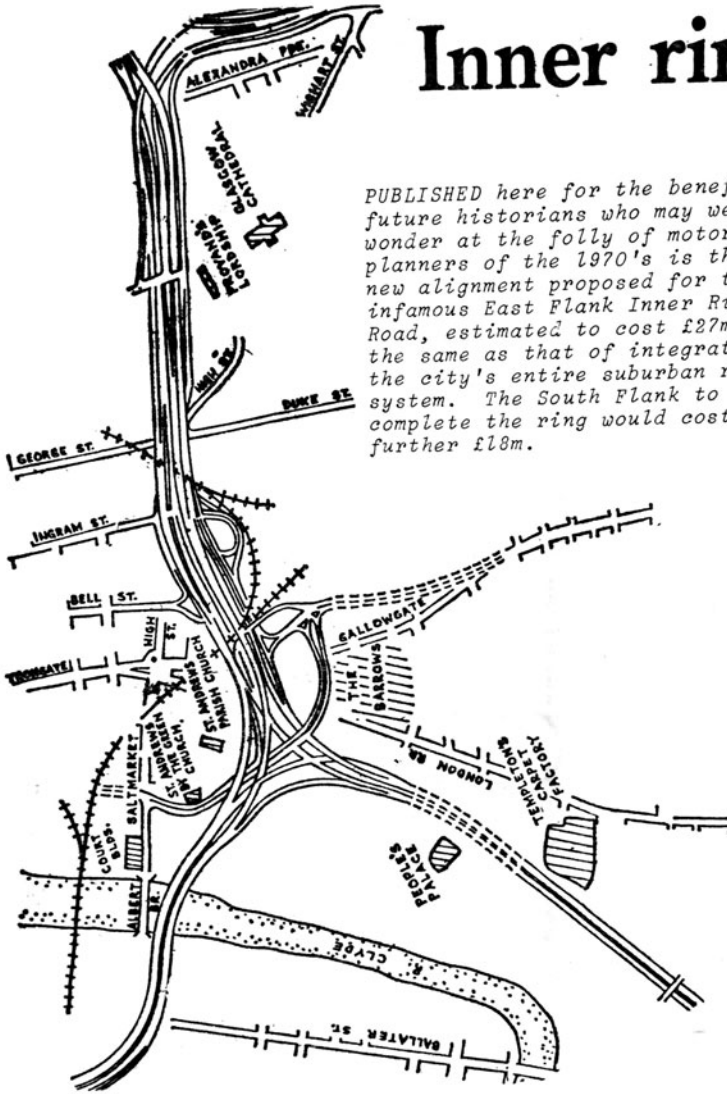 Inner rin
PUBLISHED here for the benef
future historians who may we
wonder at the folly of motor
planners of the 1970's is th
new alignment proposed for t
infamous East Flank Inner Ri
Road, estimated to cost £27m
the same as that of integrat
the city's entire suburban r
system. The South Flank to
complete the ring would cost
further £18m.
ALEXANDRA PDE.
WISHART ST.
GLASGOW
CATHEDRAL
PROVAND'S
LORDSHIP
HIGH ST.
DUKE ST.
GEORGE ST.
INGRAM ST.
BELL ST.
HIGH
ST.
TRONGATE
GALLOWGATE
THE
BARROWS
ST. ANDREWS
PARISH CHURCH
ST. ANDREWS
BY THE GREEN
CHURCH
SALTMARKET
LONDON RD.
TEMPLETON'S
CARPET
FACTORY
COURT
BLDS.
ALBERT
BR.
PEOPLE'S
PALACE
R. CLYDE
BALLATER ST.